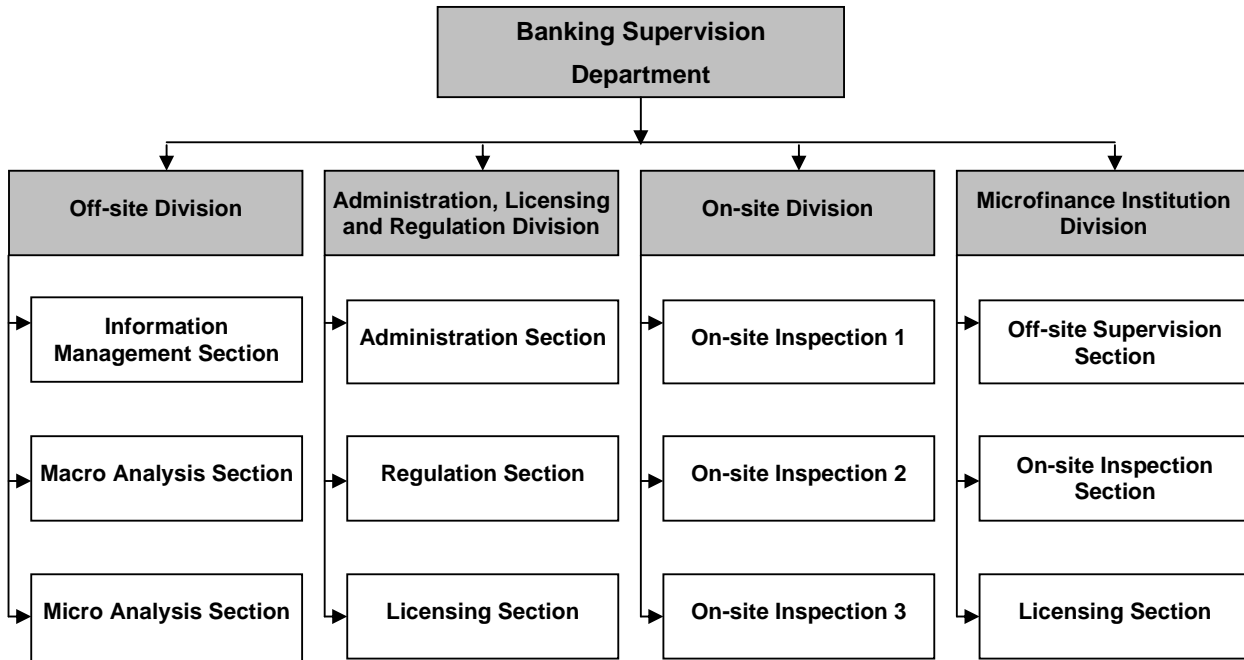 Banking Supervision
Department
Off-site Division
Administration, Licensing
and Regulation Division
On-site Division
Microfinance Institution
Division
Information
Management Section
Administration Section
On-site Inspection 1
Off-site Supervision
Section
Macro Analysis Section
Regulation Section
On-site Inspection 2
On-site Inspection
Section
Micro Analysis Section
Licensing Section
On-site Inspection 3
Licensing Section